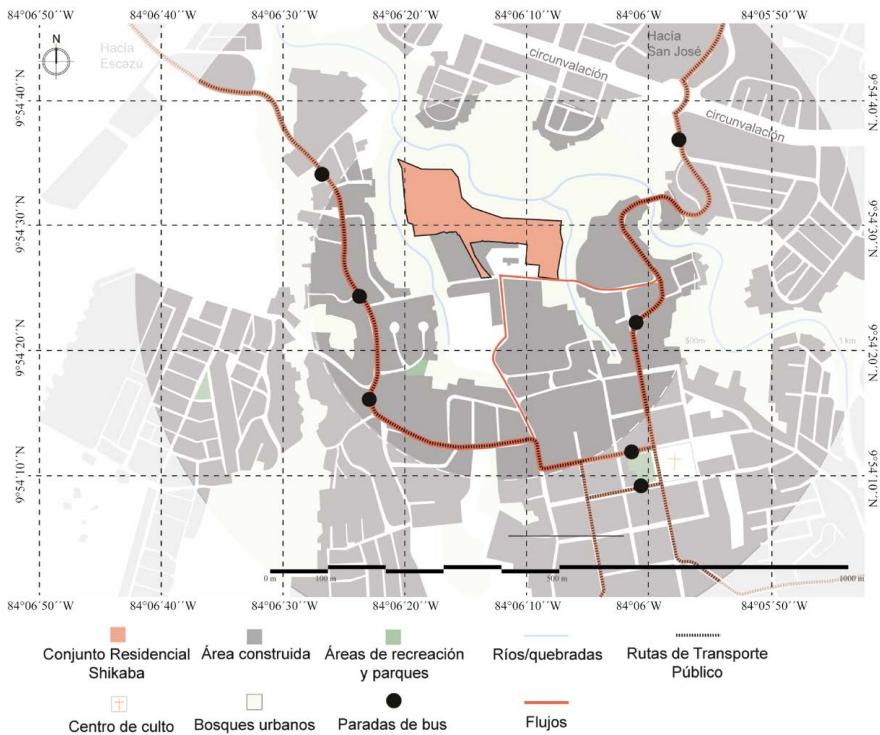 84°06´50´´W 84°06´40´´W 84°06´30´´W 84°06´20´´W 84°06´10´´W 84°06´W 84°05´50´´W
N
Hacía
Escazú
Hacía
San José
circunvalación
circunvalación
9°54´40´´N
9°54´40´´N
9°54´30´´N
9°54´30´´N
9°54´20´´N
9°54´20´´N
9°54´10´´N
9°54´10´´N
500m
1 km
0 m 100 m 500 m 1000 m
84°06´50´´W 84°06´40´´W 84°06´30´´W 84°06´20´´W 84°06´10´´W 84°06´W 84°05´50´´W
Conjunto Residencial
Shikaba
Área construida
Áreas de recreación
y parques
Ríos/quebradas
Rutas de Transporte
Público
Centro de culto
Bosques urbanos
Paradas de bus
Flujos